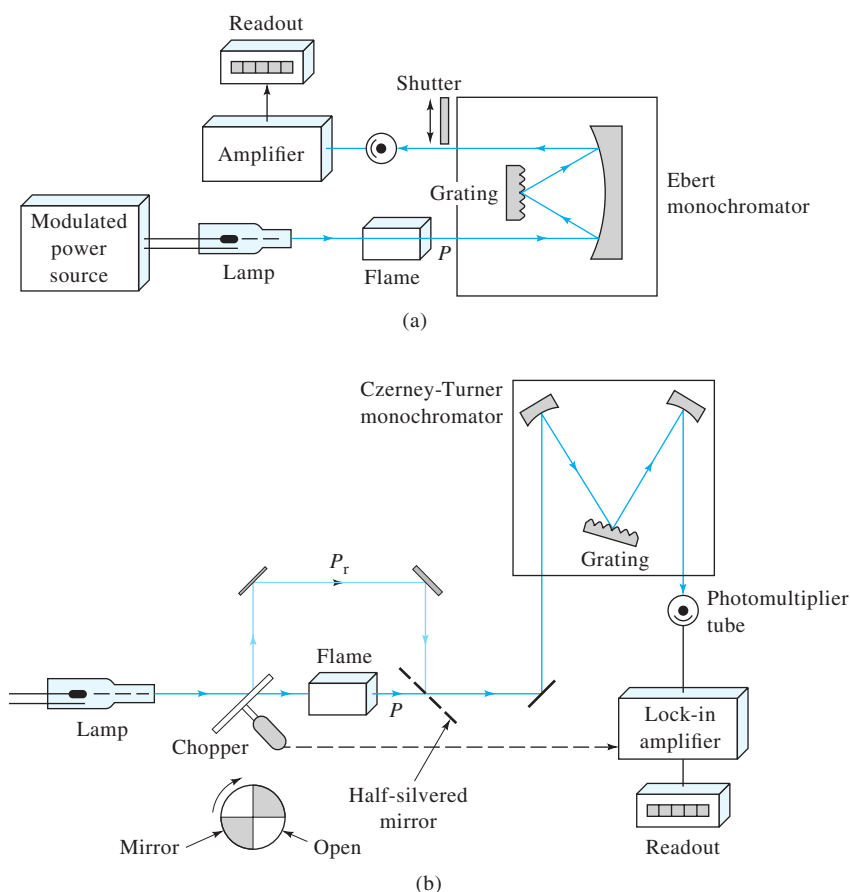 Readout
Shutter
Amplifier
Grating
Ebert
monochromator
Modulated
power
source
Lamp
Flame
P
(a)
Czerney-Turner
monochromator
Grating
P_r
Photomultiplier
tube
Flame
P
Lamp
Chopper
Lock-in
amplifier
Half-silvered
mirror
Mirror
Open
Readout
(b)